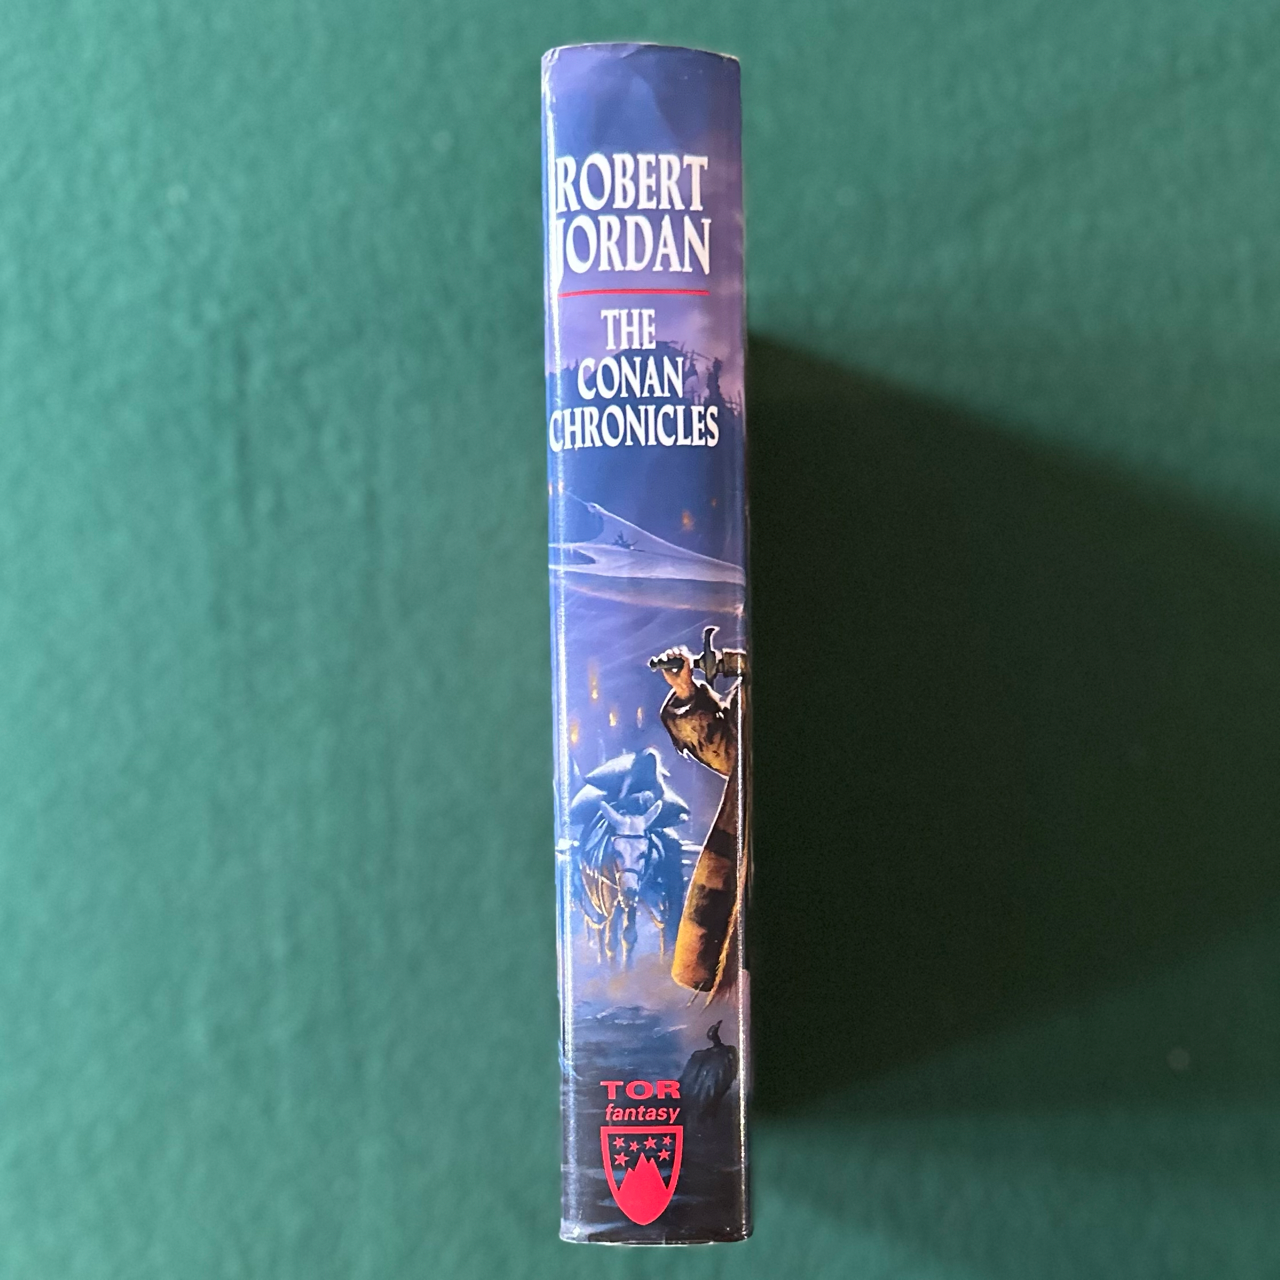 ROBERT
JORDAN
THE
CONAN
CHRONICLES
TOR
fantasy